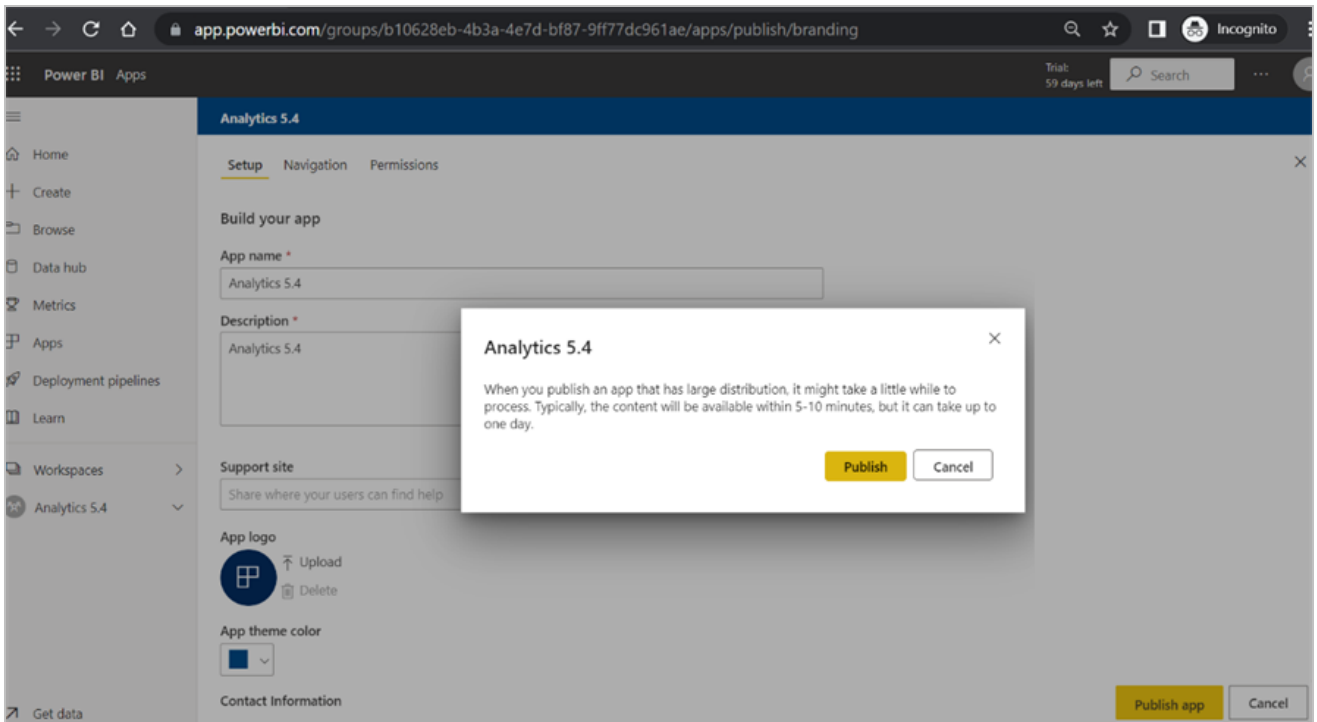 app.powerbi.com/groups/b10628eb-4b3a-4e7d-bf87-9ff77dc961ae/apps/publish/branding
Incognito
Power BI Apps
Trial:
59 days left
Search
Analytics 5.4
Home
Create
Browse
Data hub
Metrics
Apps
Deployment pipelines
Learn
Workspaces
Analytics 5.4
Get data
Setup Navigation Permissions
Build your app
App name *
Analytics 5.4
Description *
Analytics 5.4
Support site
Share where your users can find help
App logo
Upload
Delete
App theme color
Contact Information
Analytics 5.4
When you publish an app that has large distribution, it might take a little while to
process. Typically, the content will be available within 5-10 minutes, but it can take up to
one day.
Publish Cancel
Publish app Cancel